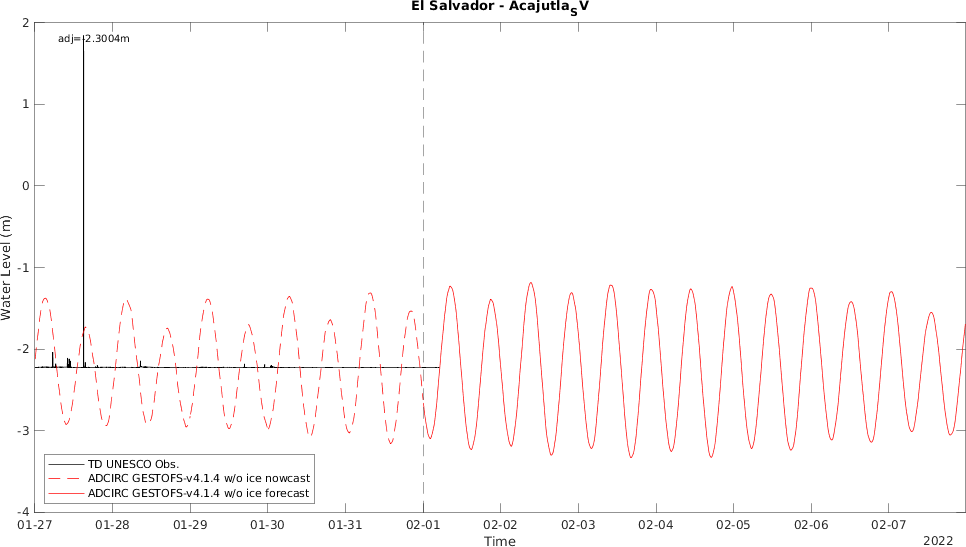 El Salvador - AcajutlaSV
adj=-2.3004m
2
1
0
-1
-2
-3
-4
Water Level (m)
TD UNESCO Obs.
ADCIRC GESTOFS-v4.1.4 w/o ice nowcast
ADCIRC GESTOFS-v4.1.4 w/o ice forecast
01-27 01-28 01-29 01-30 01-31 02-01 02-02 02-03 02-04 02-05 02-06 02-07
Time
2022